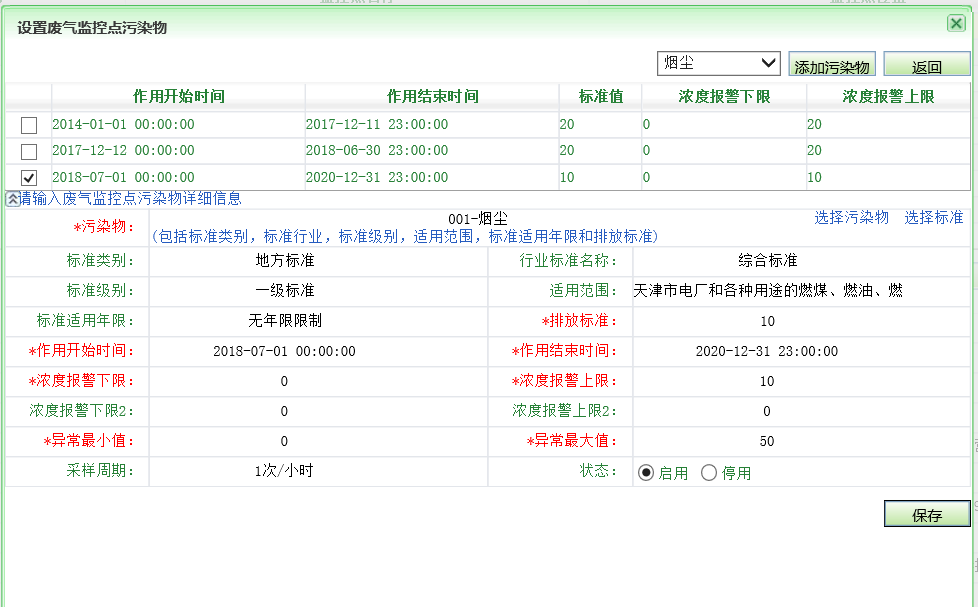 设置废气监控点污染物
烟尘 添加污染物 返回
作用开始时间 作用结束时间 标准值 浓度报警下限 浓度报警上限
2014-01-01 00:00:00 2017-12-11 23:00:00 20 0 20
2017-12-12 00:00:00 2018-06-30 23:00:00 20 0 20
2018-07-01 00:00:00 2020-12-31 23:00:00 10 0 10
请输入废气监控点污染物详细信息
*污染物： 001-烟尘 选择污染物 选择标准
(包括标准类别，标准行业，标准级别，适用范围，标准适用年限和排放标准)
标准类别： 地方标准 行业标准名称： 综合标准
标准级别： 一级标准 适用范围： 天津市电厂和各种用途的燃煤、燃油、燃
标准适用年限： 无年限限制 *排放标准： 10
*作用开始时间： 2018-07-01 00:00:00 *作用结束时间： 2020-12-31 23:00:00
*浓度报警下限： 0 *浓度报警上限： 10
浓度报警下限2： 0 浓度报警上限2： 0
*异常最小值： 0 *异常最大值： 50
采样周期： 1次/小时 状态： 启用 停用
保存